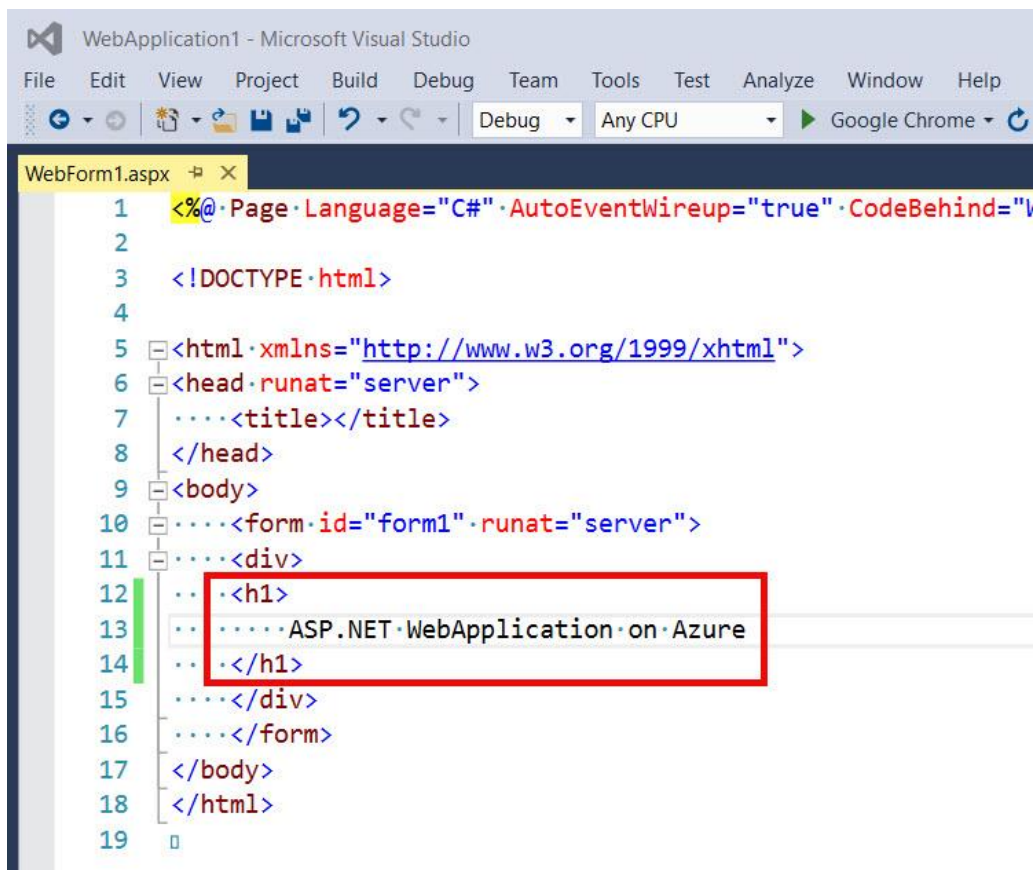 WebApplication1 - Microsoft Visual Studio
File Edit View Project Build Debug Team Tools Test Analyze Window Help
Debug Any CPU Google Chrome
WebForm1.aspx
1 <%@ Page Language="C#" AutoEventWireup="true" CodeBehind="
2
3 <!DOCTYPE html>
4
5 <html xmlns="http://www.w3.org/1999/xhtml">
6 <head runat="server">
7     <title></title>
8 </head>
9 <body>
10     <form id="form1" runat="server">
11     <div>
12     <h1>
13         ASP.NET WebApplication on Azure
14     </h1>
15     </div>
16     </form>
17 </body>
18 </html>
19